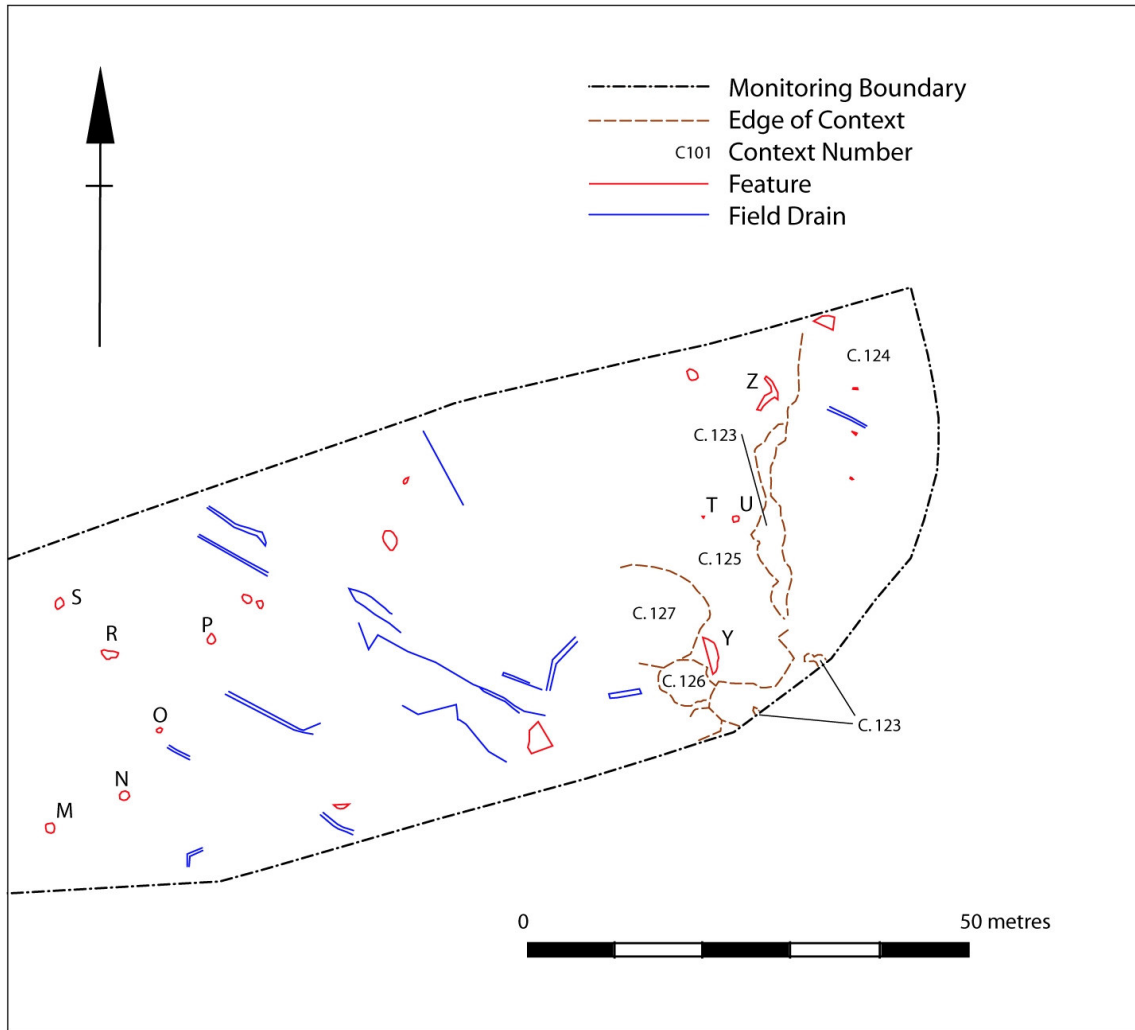 Monitoring Boundary
Edge of Context
C101 Context Number
Feature
Field Drain
C.124
Z
C.123
T U
C.125
S
C.127
R P Y
C.126
O
C.123
N
M
0 50 metres